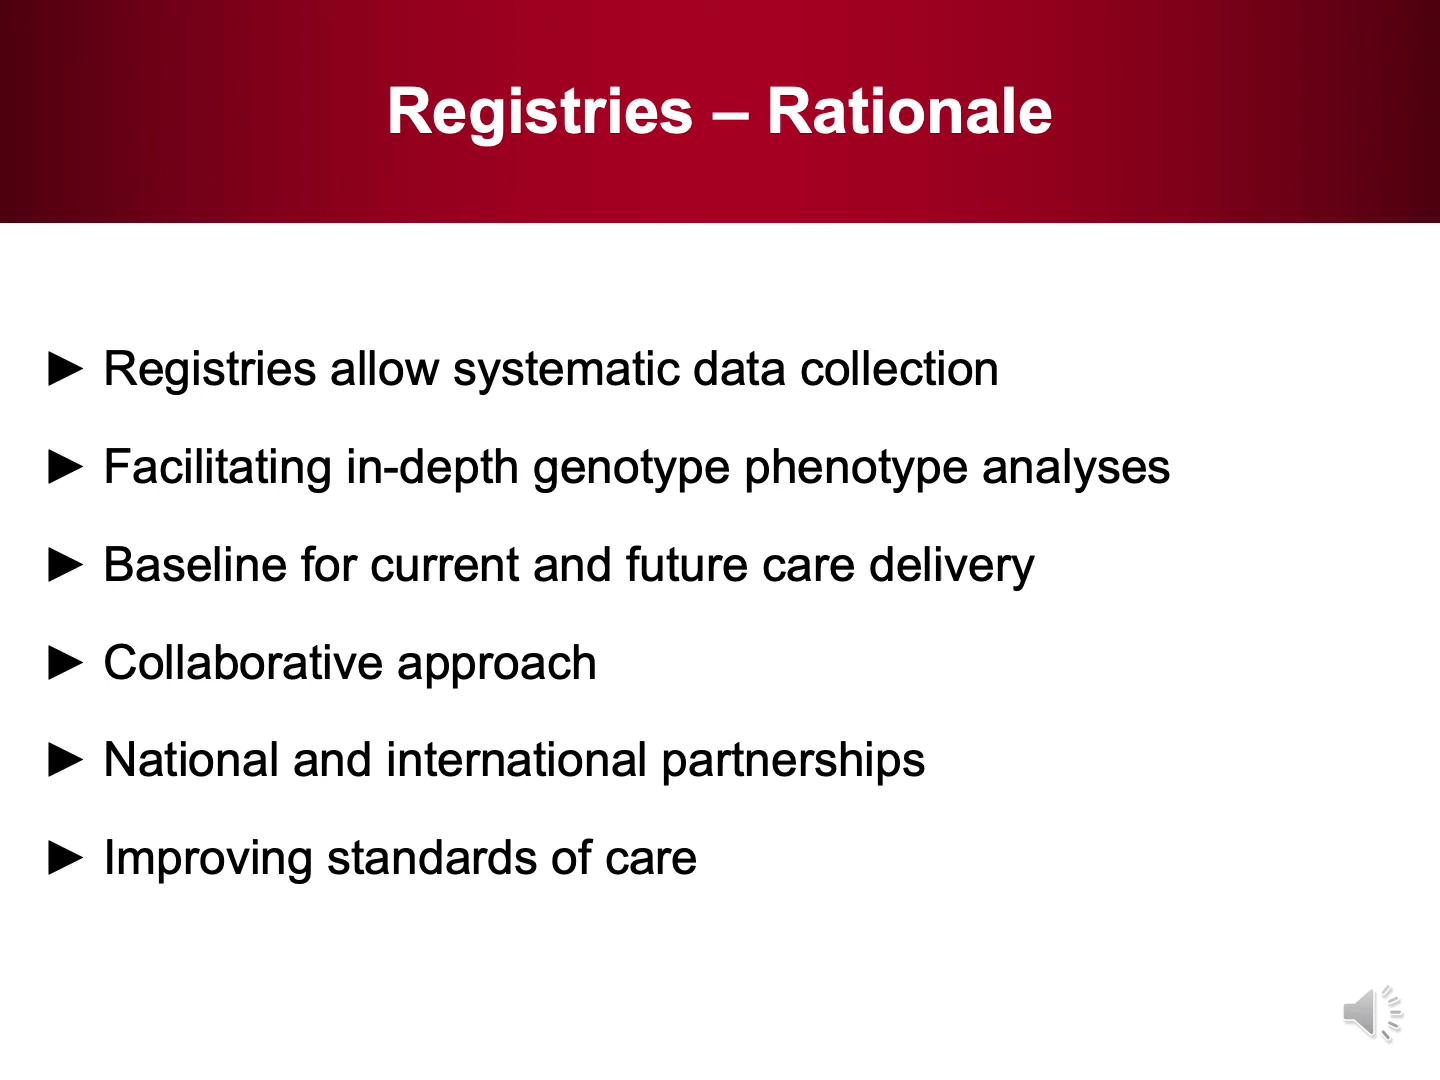 Registries – Rationale
► Registries allow systematic data collection
► Facilitating in-depth genotype phenotype analyses
► Baseline for current and future care delivery
► Collaborative approach
► National and international partnerships
► Improving standards of care